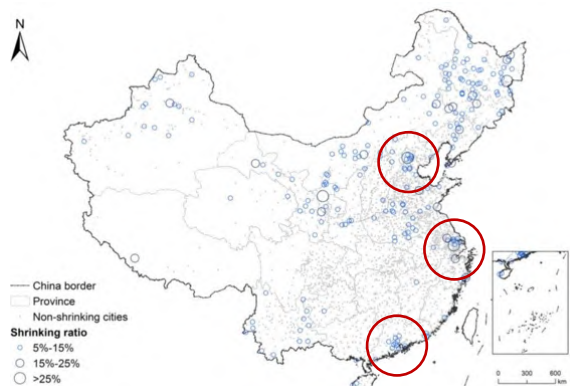 N
China border
Province
Non-shrinking cities
Shrinking ratio
5%-15%
15%-25%
>25%
0 300 600
km